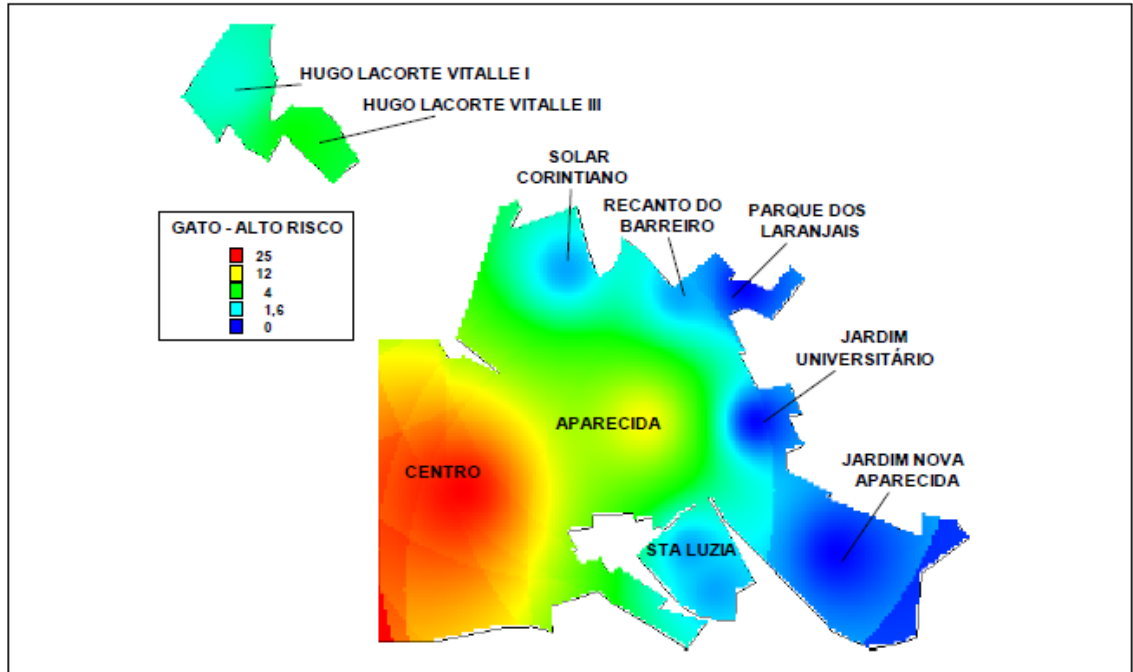 HUGO LACORTE VITALLE I
HUGO LACORTE VITALLE III
SOLAR
CORINTIANO
RECANTO DO
BARREIRO
PARQUE DOS
LARANJAIS
GATO - ALTO RISCO
25
12
4
1,6
0
JARDIM
UNIVERSITÁRIO
APARECIDA
CENTRO
JARDIM NOVA
APARECIDA
STA LUZIA